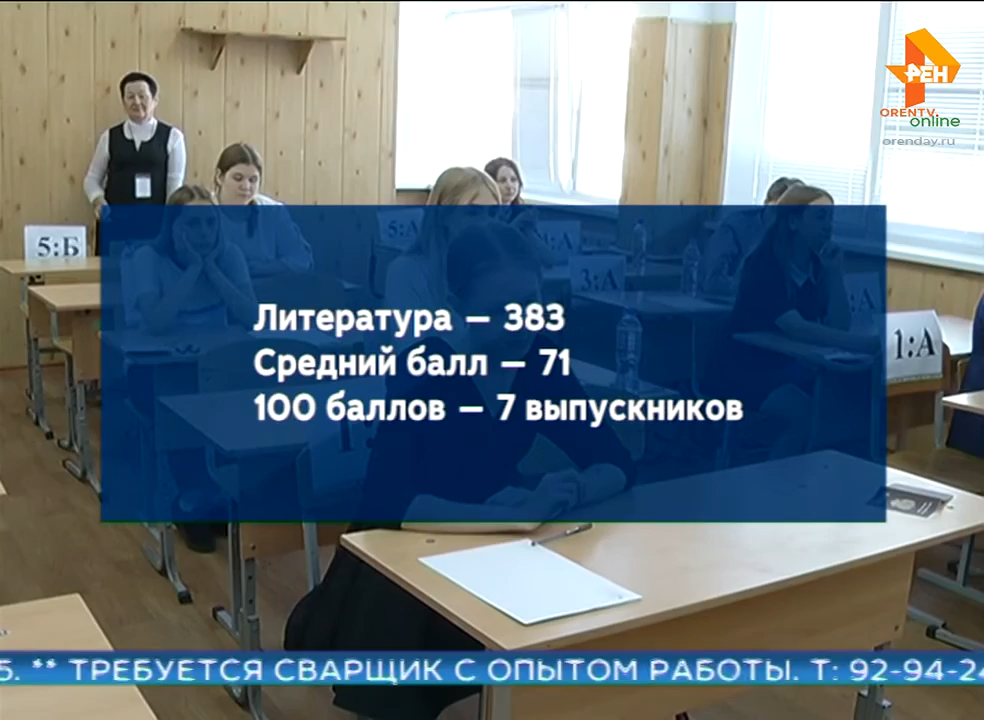 РЕН
ORENTV
online
orenday.ru
5:Б
5:А
3:А
1:А
Литература – 383
Средний балл – 71
100 баллов – 7 выпускников
5. ** ТРЕБУЕТСЯ СВАРЩИК С ОПЫТОМ РАБОТЫ. Т: 92-94-24